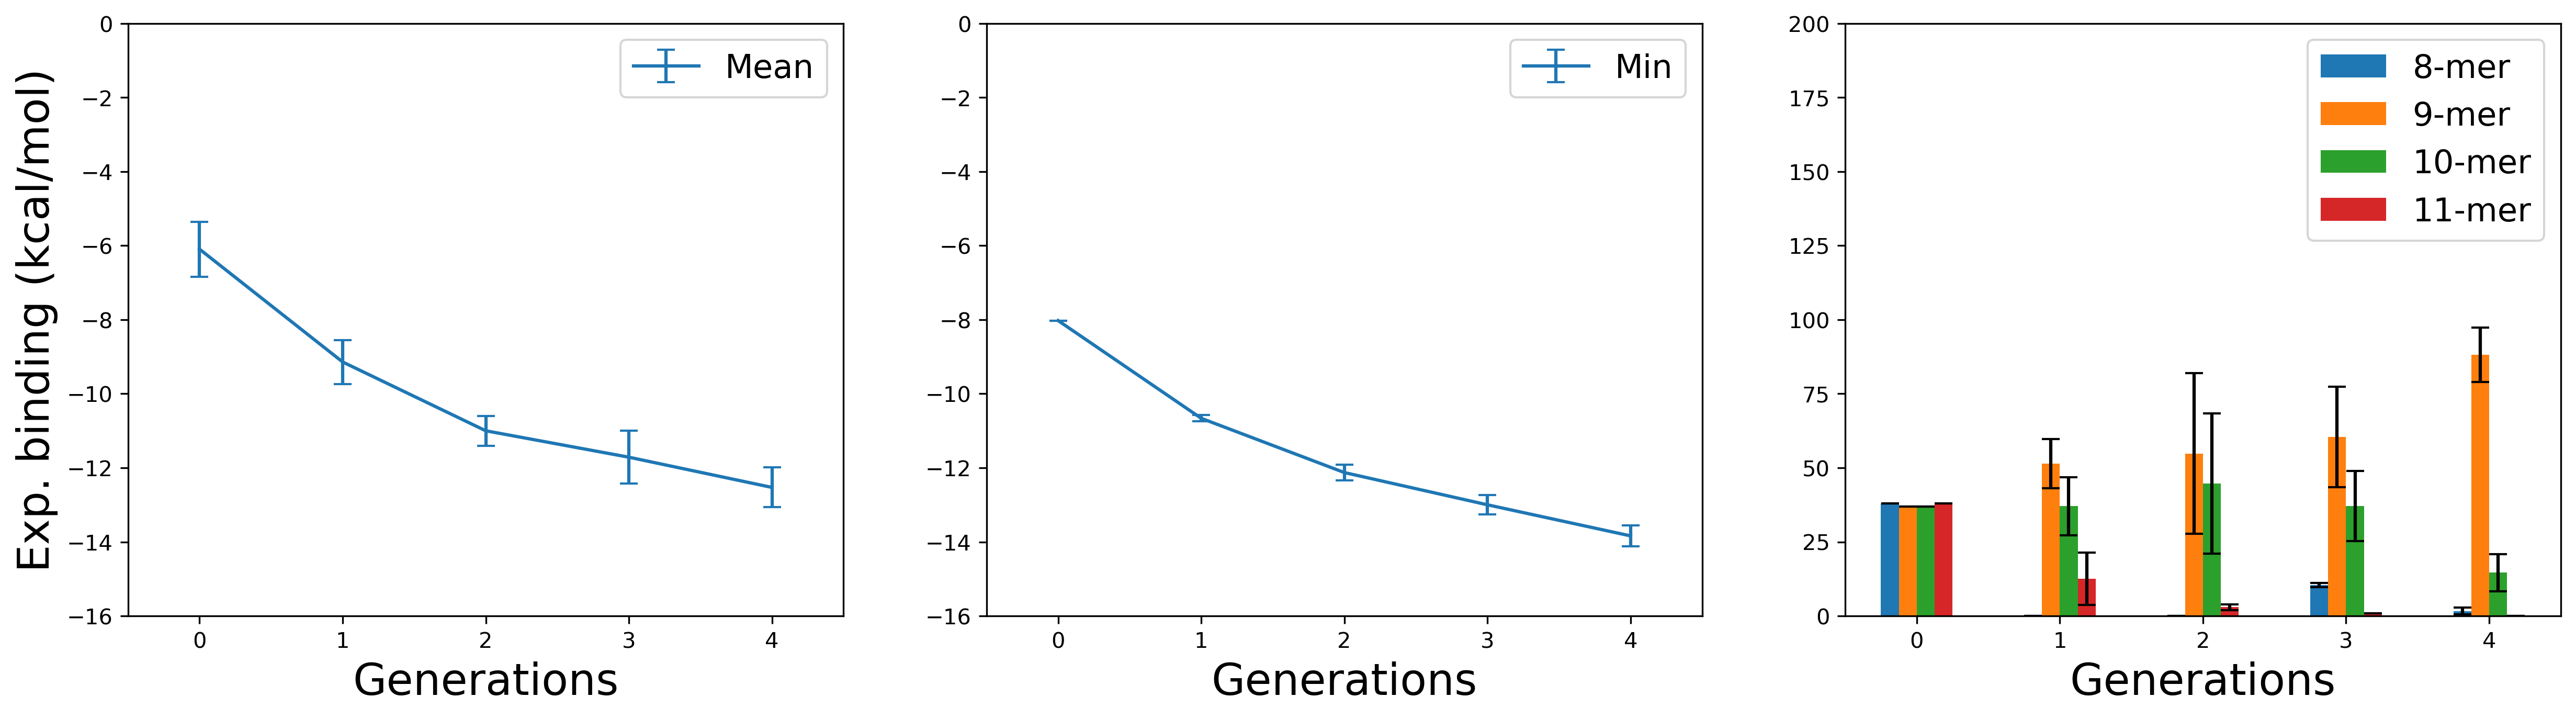 Exp. binding (kcal/mol)
0
−2
−4
−6
−8
−10
−12
−14
−16
0 1 2 3 4
Generations
Mean
0
−2
−4
−6
−8
−10
−12
−14
−16
0 1 2 3 4
Generations
Min
200
175
150
125
100
75
50
25
0
0 1 2 3 4
Generations
8-mer
9-mer
10-mer
11-mer